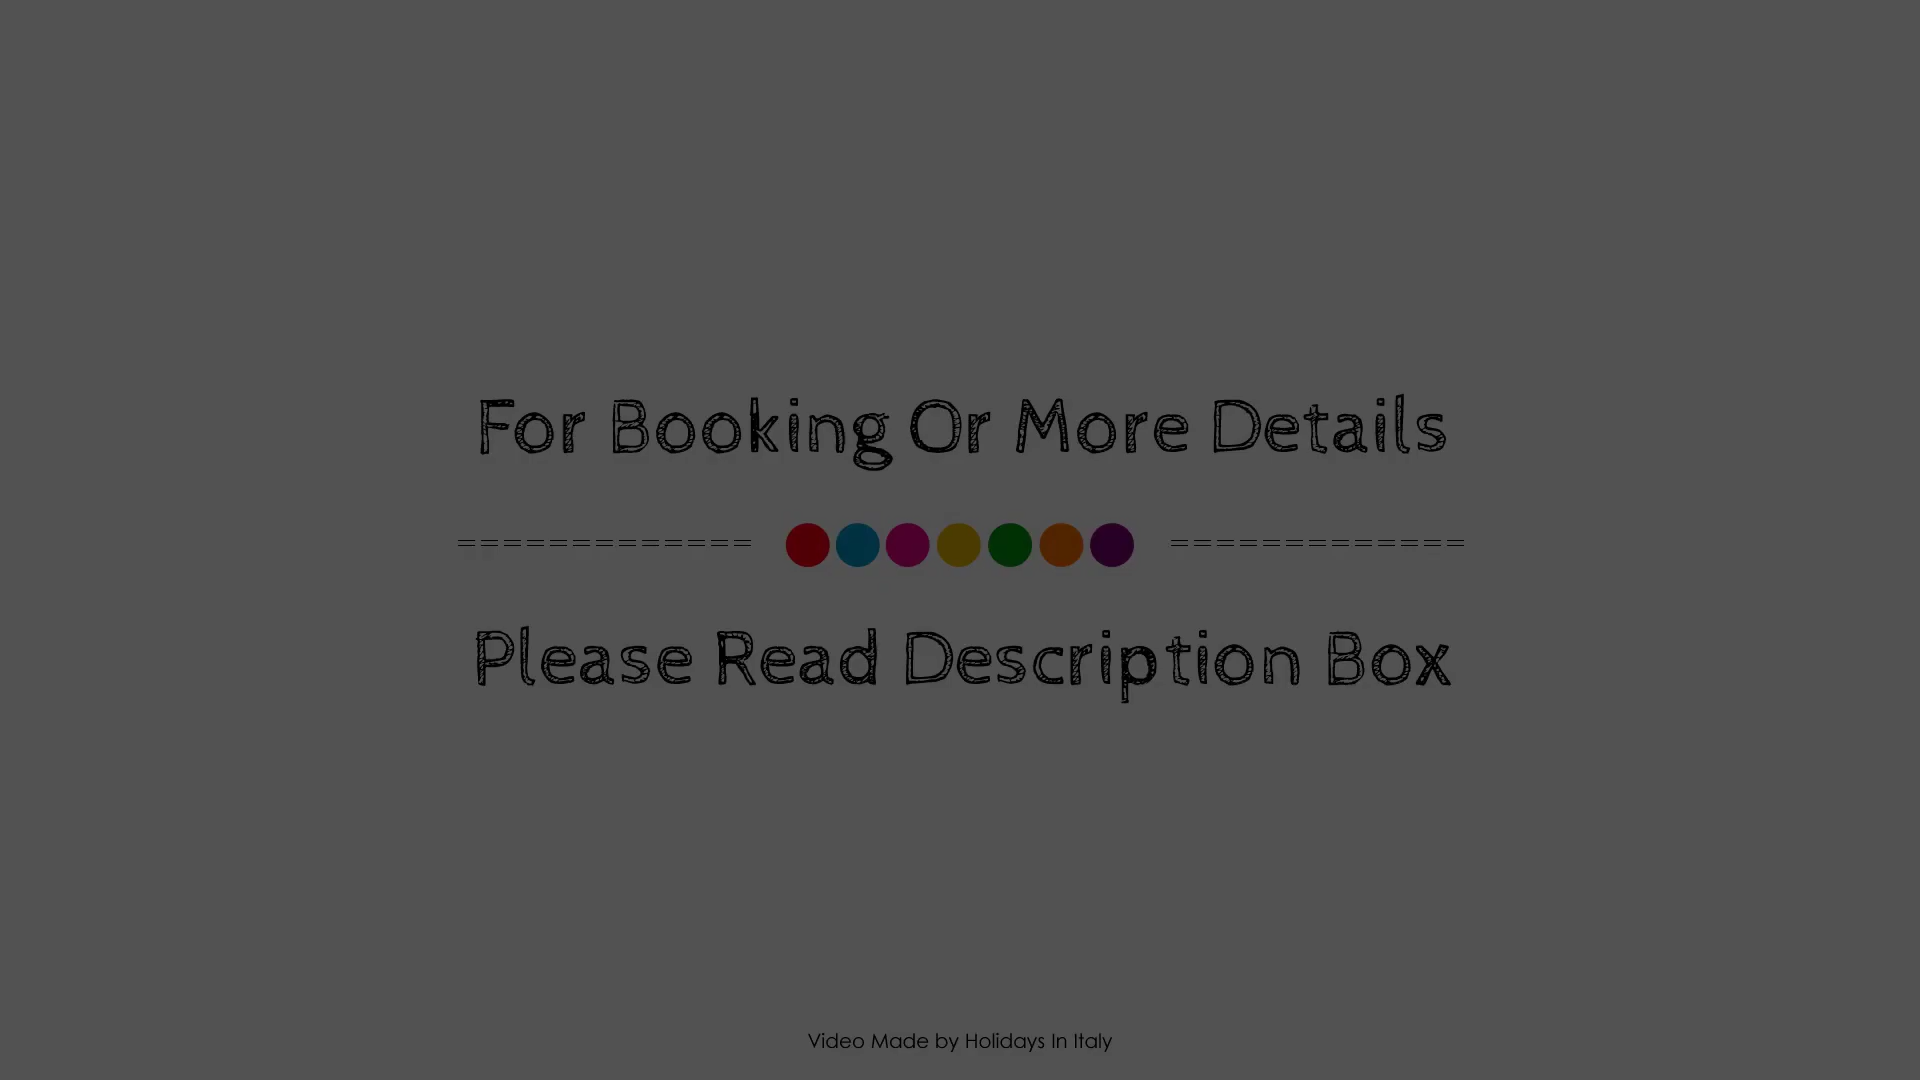 For Booking Or More Details
============= =============
Please Read Description Box
Video Made by Holidays In Italy